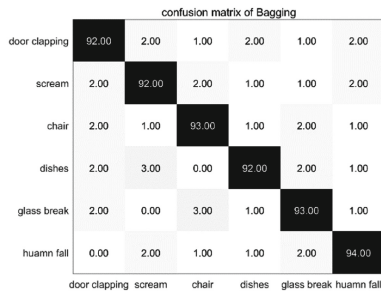 confusion matrix of Bagging
door clapping 92.00 2.00 1.00 2.00 1.00 2.00
scream 2.00 92.00 2.00 1.00 1.00 2.00
chair 2.00 1.00 93.00 1.00 2.00 1.00
dishes 2.00 3.00 0.00 92.00 2.00 1.00
glass break 2.00 0.00 3.00 1.00 93.00 1.00
huamn fall 0.00 2.00 1.00 1.00 2.00 94.00
door clapping scream chair dishes glass break huamn fall